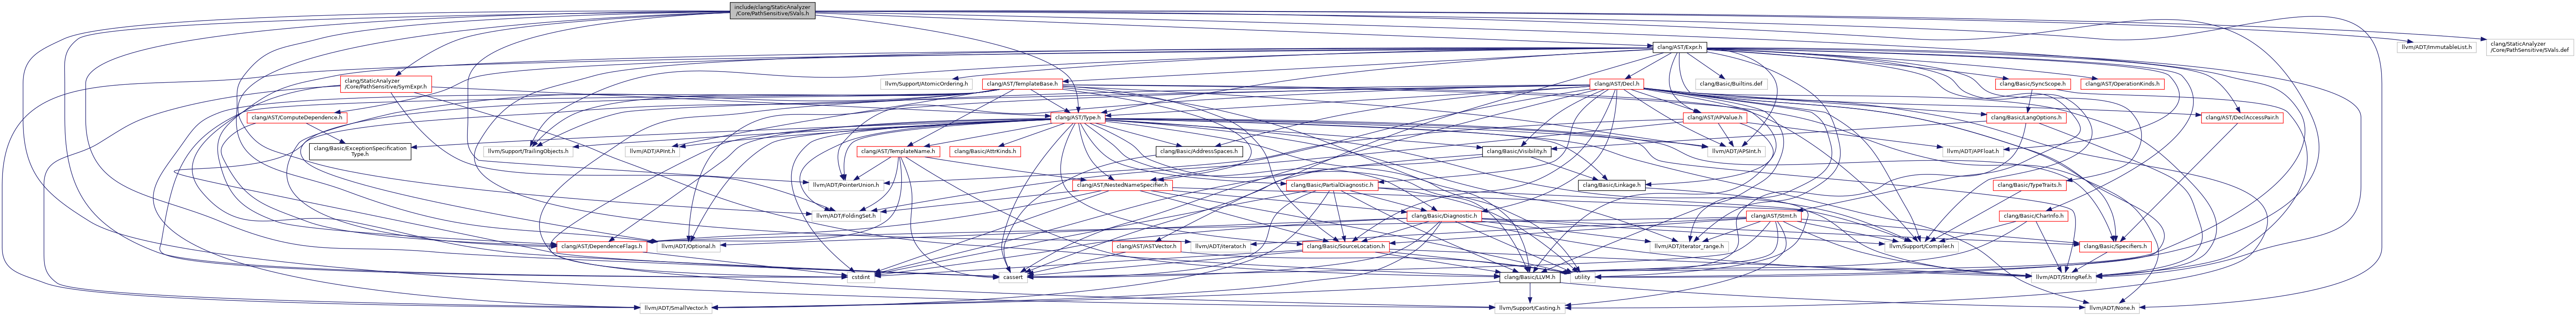 include/clang/StaticAnalyzer
/Core/PathSensitive/SVals.h
clang/AST/Expr.h
llvm/ADT/ImmutableList.h
clang/StaticAnalyzer
/Core/PathSensitive/SVals.def
clang/StaticAnalyzer
/Core/PathSensitive/SymExpr.h
llvm/Support/AtomicOrdering.h
clang/AST/TemplateBase.h
clang/AST/Decl.h
clang/Basic/Builtins.def
clang/Basic/SyncScope.h
clang/AST/OperationKinds.h
clang/AST/ComputeDependence.h
clang/AST/Type.h
clang/AST/APValue.h
clang/Basic/LangOptions.h
clang/AST/DeclAccessPair.h
clang/Basic/ExceptionSpecification
Type.h
llvm/Support/TrailingObjects.h
llvm/ADT/APInt.h
clang/AST/TemplateName.h
clang/Basic/AttrKinds.h
clang/Basic/AddressSpaces.h
clang/Basic/Visibility.h
llvm/ADT/APSInt.h
llvm/ADT/APFloat.h
llvm/ADT/PointerUnion.h
clang/AST/NestedNameSpecifier.h
clang/Basic/PartialDiagnostic.h
clang/Basic/Linkage.h
clang/Basic/TypeTraits.h
llvm/ADT/FoldingSet.h
clang/Basic/Diagnostic.h
clang/AST/Stmt.h
clang/Basic/CharInfo.h
clang/AST/DependenceFlags.h
llvm/ADT/Optional.h
clang/AST/ASTVector.h
llvm/ADT/iterator.h
clang/Basic/SourceLocation.h
llvm/ADT/iterator_range.h
llvm/Support/Compiler.h
clang/Basic/Specifiers.h
cstdint
cassert
clang/Basic/LLVM.h
utility
llvm/ADT/StringRef.h
llvm/ADT/SmallVector.h
llvm/Support/Casting.h
llvm/ADT/None.h